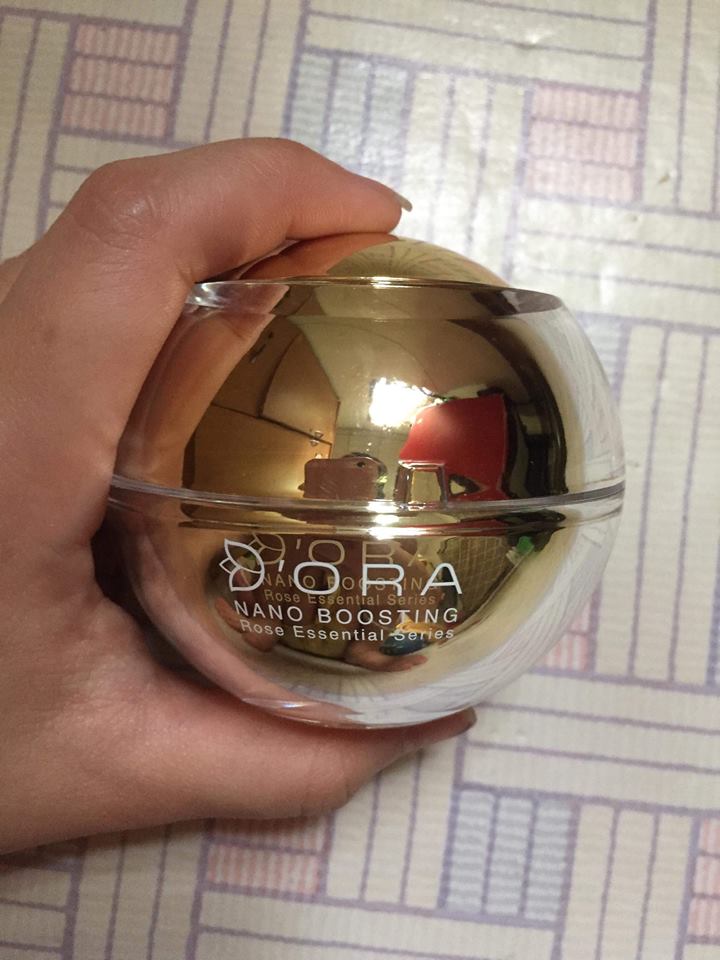 D'ORA
NANO BOOSTING
Rose Essential Series